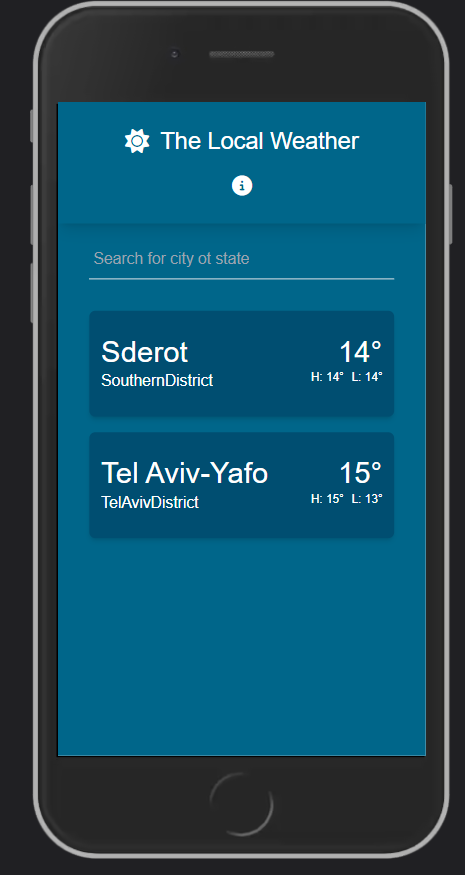 The Local Weather
Search for city ot state
Sderot
14°
SouthernDistrict
H: 14° L: 14°
Tel Aviv-Yafo
15°
TelAvivDistrict
H: 15° L: 13°